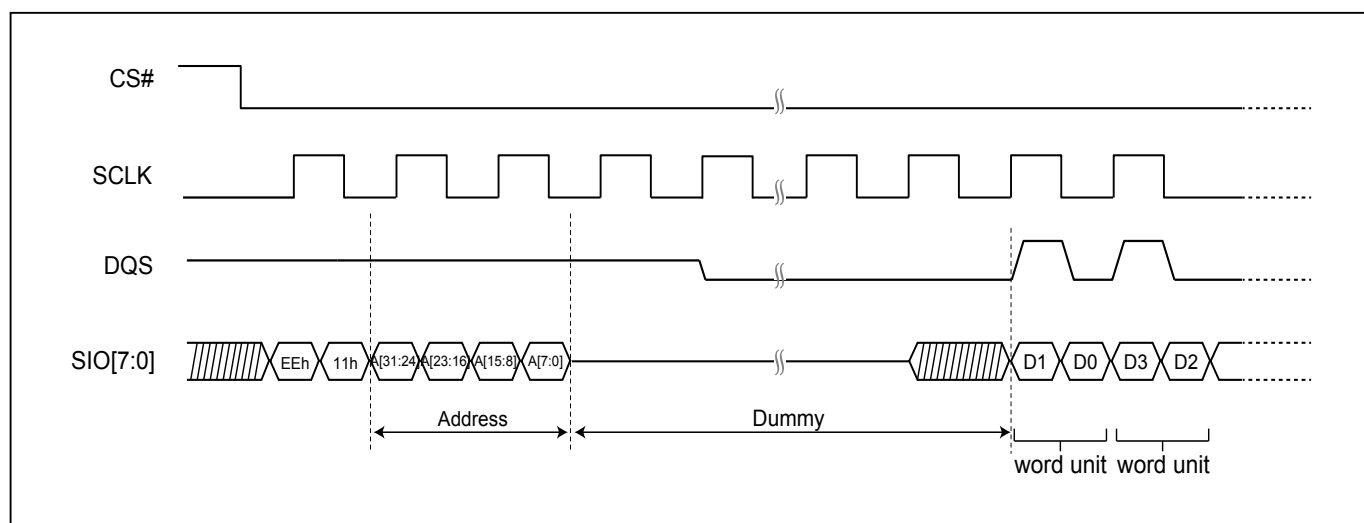 CS#
SCLK
DQS
SIO[7:0]
EEh 11h A[31:24] A[23:16] A[15:8] A[7:0] D1 D0 D3 D2
Address Dummy
word unit word unit